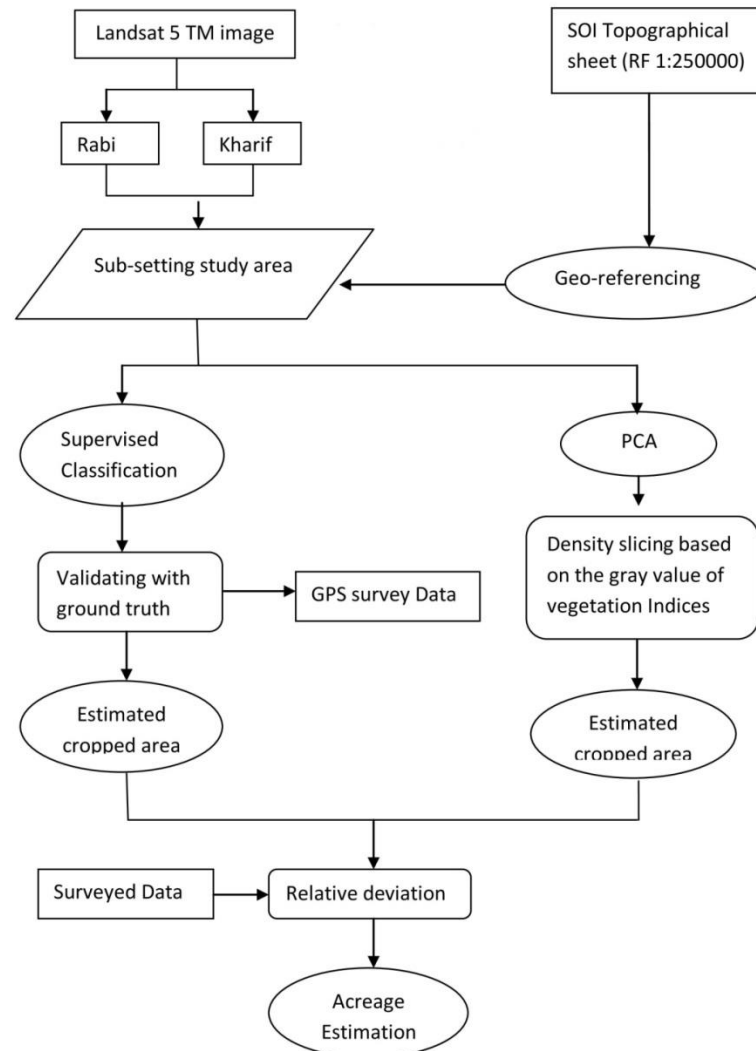 Landsat 5 TM image
SOI Topographical
sheet (RF 1:250000)
Rabi
Kharif
Sub-setting study area
Geo-referencing
Supervised
Classification
PCA
Validating with
ground truth
GPS survey Data
Density slicing based
on the gray value of
vegetation Indices
Estimated
cropped area
Estimated
cropped area
Surveyed Data
Relative deviation
Acreage
Estimation